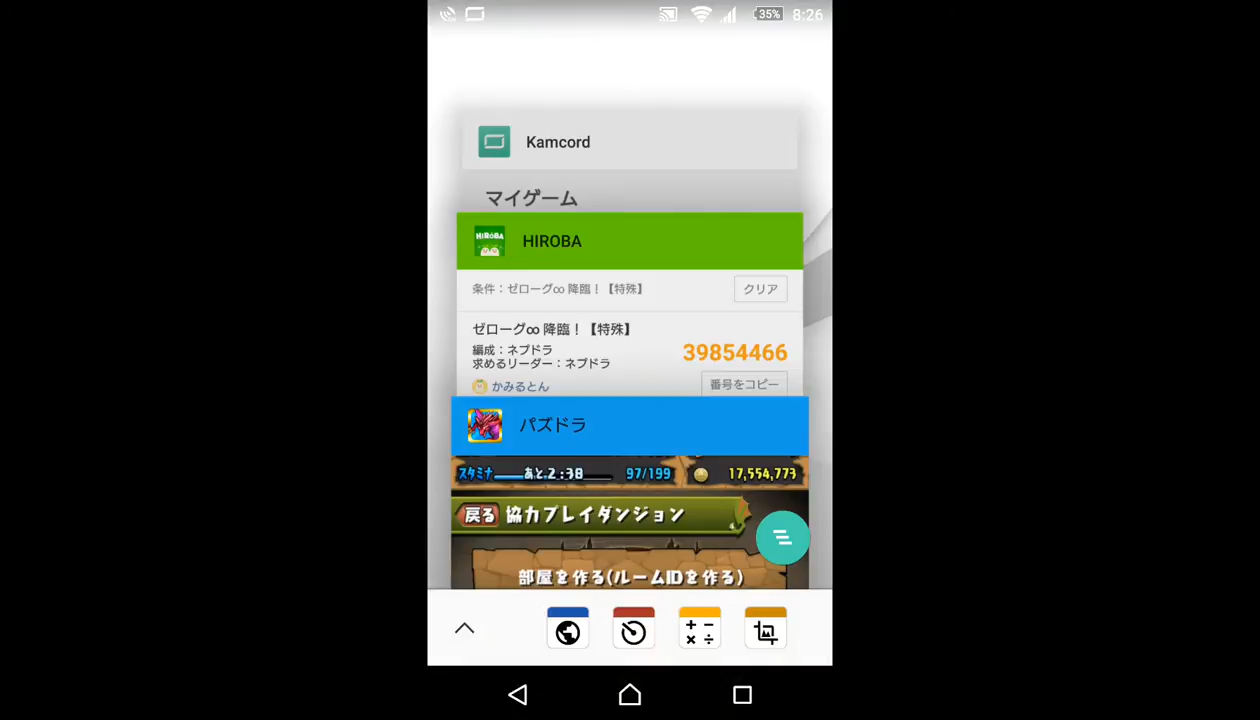 35% 8:26
Kamcord
マイゲーム
HIROBA
HIROBA
条件：ゼローグ∞ 降臨！【特殊】
クリア
ゼローグ∞ 降臨！【特殊】
編成：ネプドラ
39854466
求めるリーダー：ネプドラ
かみるとん
番号をコピー
パズドラ
スタミナ あと2:38 97/199 17,554,773
戻る 協力プレイダンジョン
部屋を作る(ルームIDを作る)